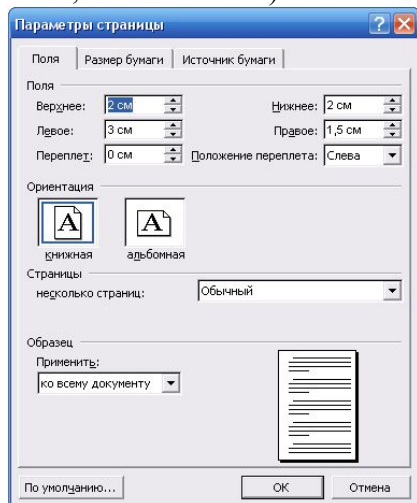 Параметры страницы
Поля Размер бумаги Источник бумаги
Поля
Верхнее: 2 см Нижнее: 2 см
Левое: 3 см Правое: 1,5 см
Переплет: 0 см Положение переплета: Слева
Ориентация
A A
книжная альбомная
Страницы
несколько страниц: Обычный
Образец
Применить:
ко всему документу
По умолчанию... ОК Отмена